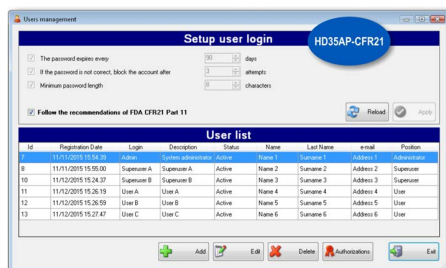 Users management
Setup user login
HD35AP-CFR21
The password expires every 90 days
If the password is not correct, block the account after 3 attempts
Minimum password length 8 characters
Follow the recommendations of FDA CFR21 Part 11
Reload Apply
User list
Id Registration Date Login Description Status Name Last Name e-mail Position
7 11/11/2015 15.54.39 Admin System administrator Active Name 1 Surname 1 Address 1 Administrator
8 11/11/2015 15.55.00 Superuser A Superuser A Active Name 2 Surname 2 Address 2 Superuser
10 11/12/2015 15.24.37 Superuser B Superuser B Active Name 3 Surname 3 Address 3 Superuser
11 11/12/2015 15.26.19 User A User A Active Name 4 Surname 4 Address 4 User
12 11/12/2015 15.26.59 User B User B Active Name 5 Surname 5 Address 5 User
13 11/12/2015 15.27.47 User C User C Active Name 6 Surname 6 Address 6 User
Add Edit Delete Authorizations Exit